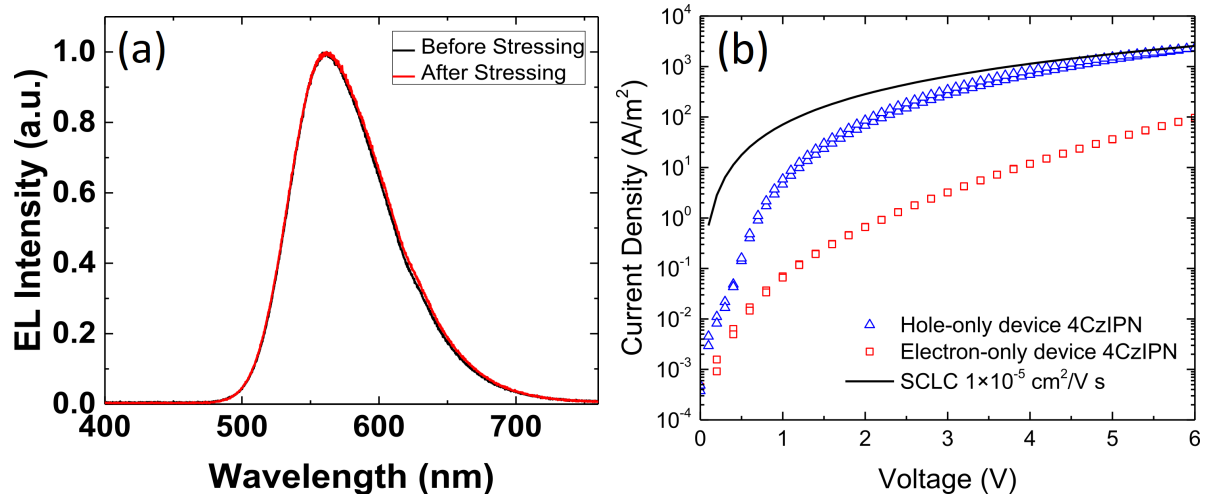 (a)
Before Stressing
After Stressing
EL Intensity (a.u.)
1.0
0.8
0.6
0.4
0.2
0.0
400
500
600
700
Wavelength (nm)
(b)
Current Density (A/m²)
10⁴
10³
10²
10¹
10⁰
10⁻¹
10⁻²
10⁻³
10⁻⁴
Hole-only device 4CzIPN
Electron-only device 4CzIPN
SCLC 1×10⁻⁵ cm²/V s
0
1
2
3
4
5
6
Voltage (V)